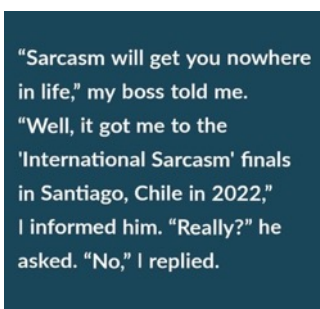 “Sarcasm will get you nowhere
in life,” my boss told me.
“Well, it got me to the
'International Sarcasm' finals
in Santiago, Chile in 2022,”
I informed him. “Really?” he
asked. “No,” I replied.